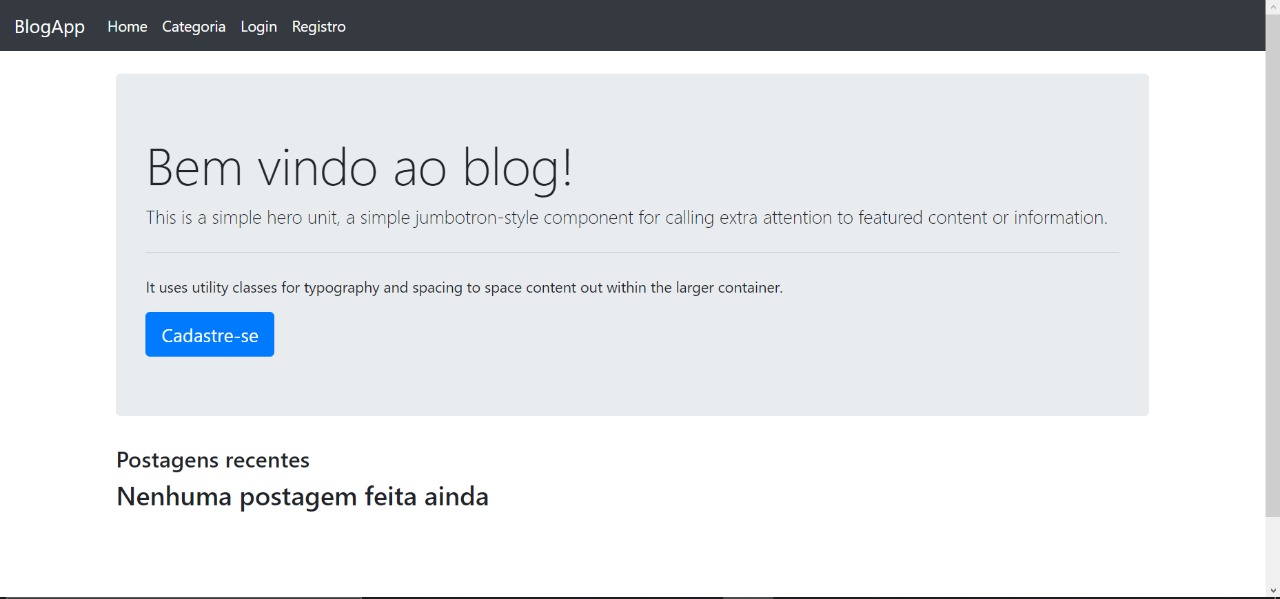 BlogApp Home Categoria Login Registro
Bem vindo ao blog!
This is a simple hero unit, a simple jumbotron-style component for calling extra attention to featured content or information.
It uses utility classes for typography and spacing to space content out within the larger container.
Cadastre-se
Postagens recentes
Nenhuma postagem feita ainda